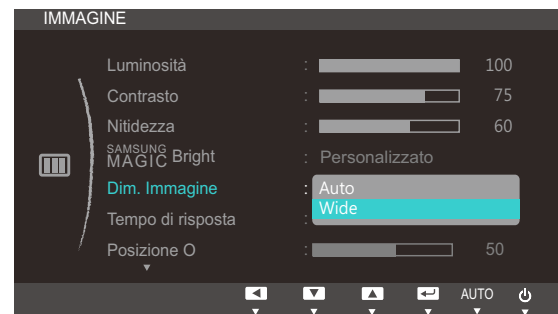 IMMAGINE
Luminosità : 100
Contrasto : 75
Nitidezza : 60
SAMSUNG MAGIC Bright : Personalizzato
Dim. Immagine : Auto
Wide
Tempo di risposta :
Posizione O : 50
AUTO